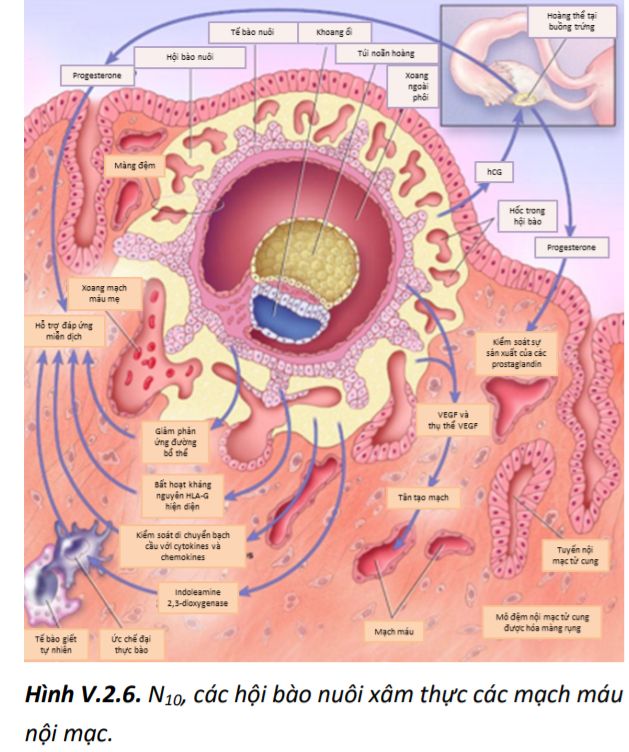 Hoàng thể tại
buồng trứng
Tế bào nuôi
Khoang ối
Túi noãn hoàng
Hội bào nuôi
Xoang
ngoài
phôi
Progesterone
Màng đệm
hCG
Hốc trong
hội bào
Progesterone
Xoang mạch
máu mẹ
Hỗ trợ đáp ứng
miễn dịch
Kiểm soát sự
sản xuất của các
prostaglandin
Giảm phản
ứng đường
bổ thể
VEGF và
thụ thể VEGF
Bất hoạt kháng
nguyên HLA-G
hiện diện
Tân tạo mạch
Kiểm soát di chuyển bạch
cầu với cytokines và
chemokines
Tuyến nội
mạc tử cung
Indoleamine
2,3-dioxygenase
Tế bào giết
tự nhiên
Ức chế đại
thực bào
Mạch máu
Mô đệm nội mạc tử cung
được hóa màng rụng
Hình V.2.6. N10, các hội bào nuôi xâm thực các mạch máu
nội mạc.